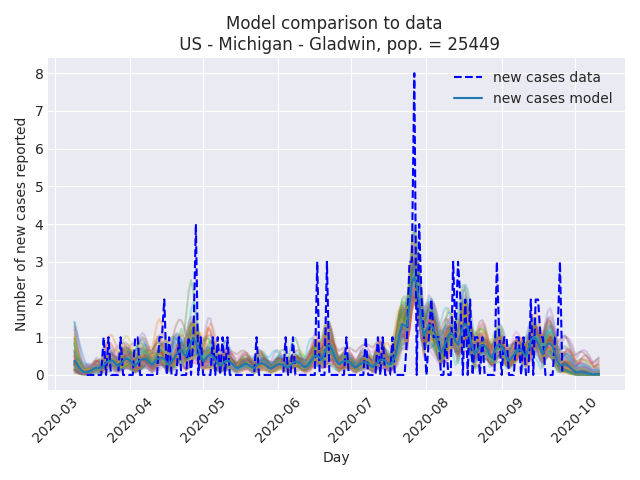 Model comparison to data
US - Michigan - Gladwin, pop. = 25449
new cases data
new cases model
Number of new cases reported
8
7
6
5
4
3
2
1
0
2020-03
2020-04
2020-05
2020-06
2020-07
2020-08
2020-09
2020-10
Day